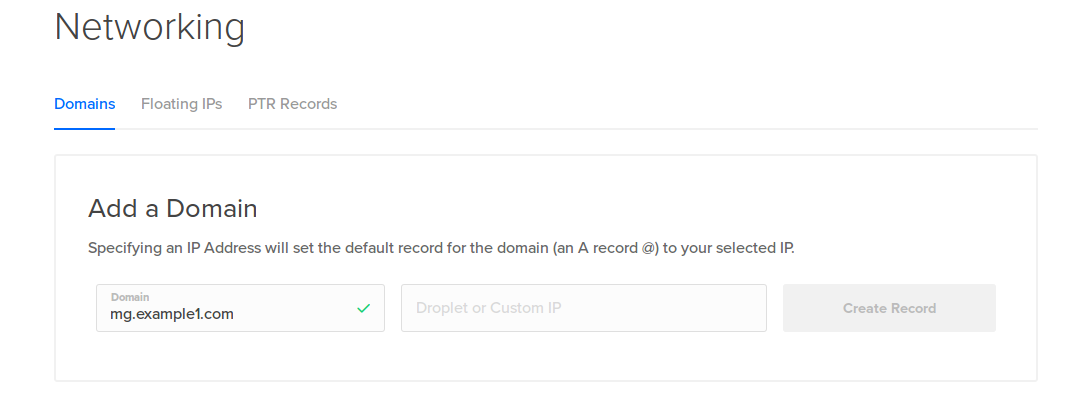 Networking
Domains Floating IPs PTR Records
Add a Domain
Specifying an IP Address will set the default record for the domain (an A record @) to your selected IP.
Domain
mg.example1.com
Droplet or Custom IP
Create Record